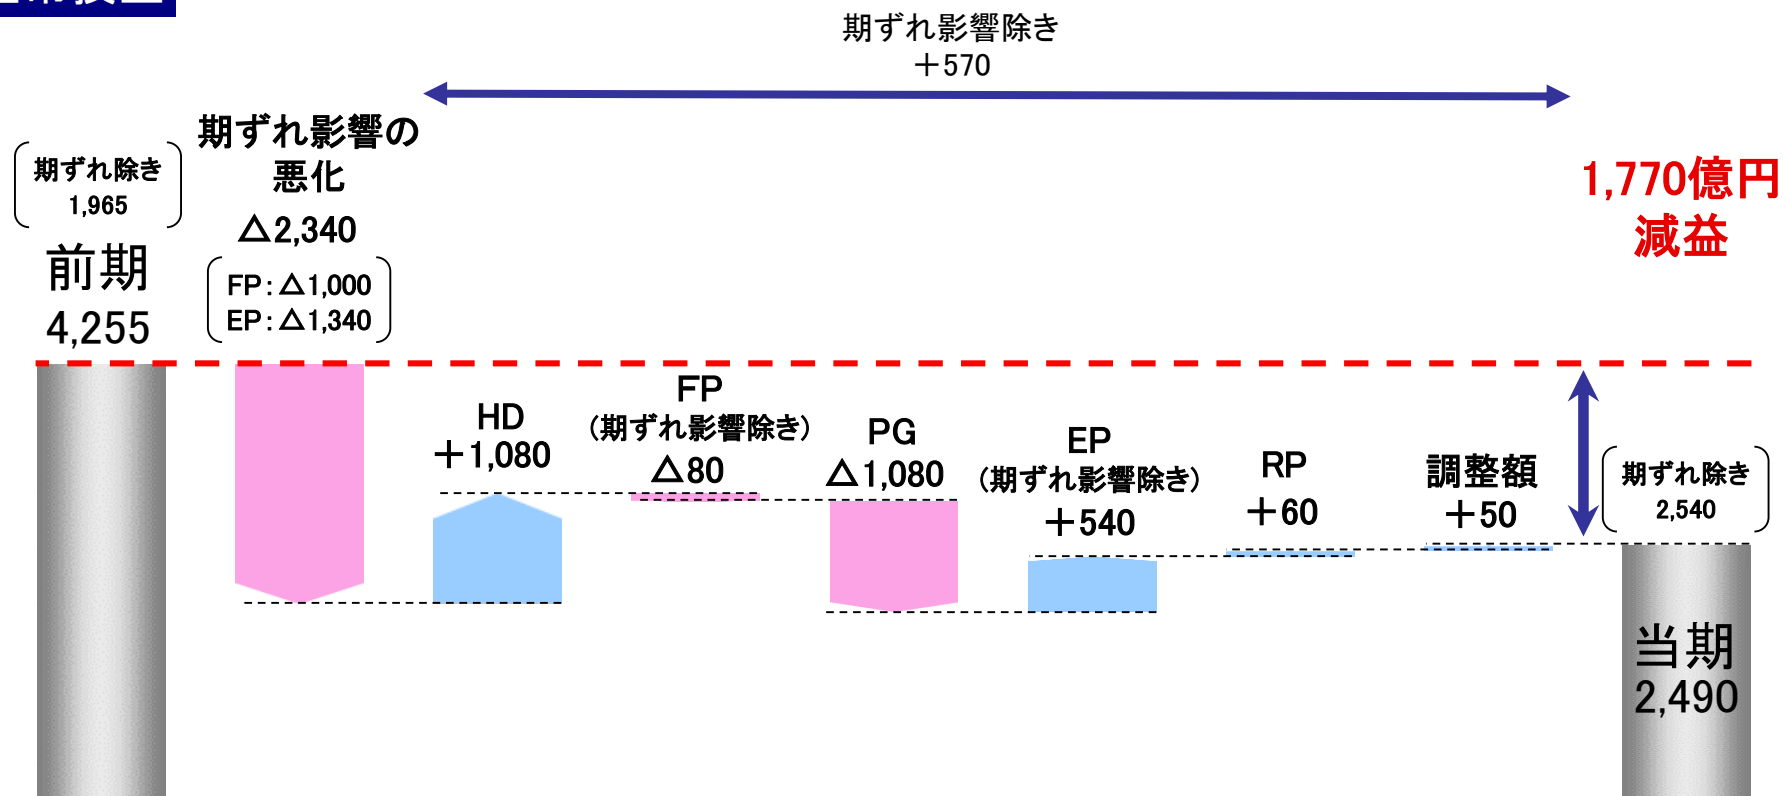 期ずれ影響除き
＋570
期ずれ除き
1,965
前期
4,255
期ずれ影響の
悪化
△2,340
FP：△1,000
EP：△1,340
1,770億円
減益
HD
＋1,080
FP
（期ずれ影響除き）
△80
PG
△1,080
EP
（期ずれ影響除き）
＋540
RP
＋60
調整額
＋50
期ずれ除き
2,540
当期
2,490